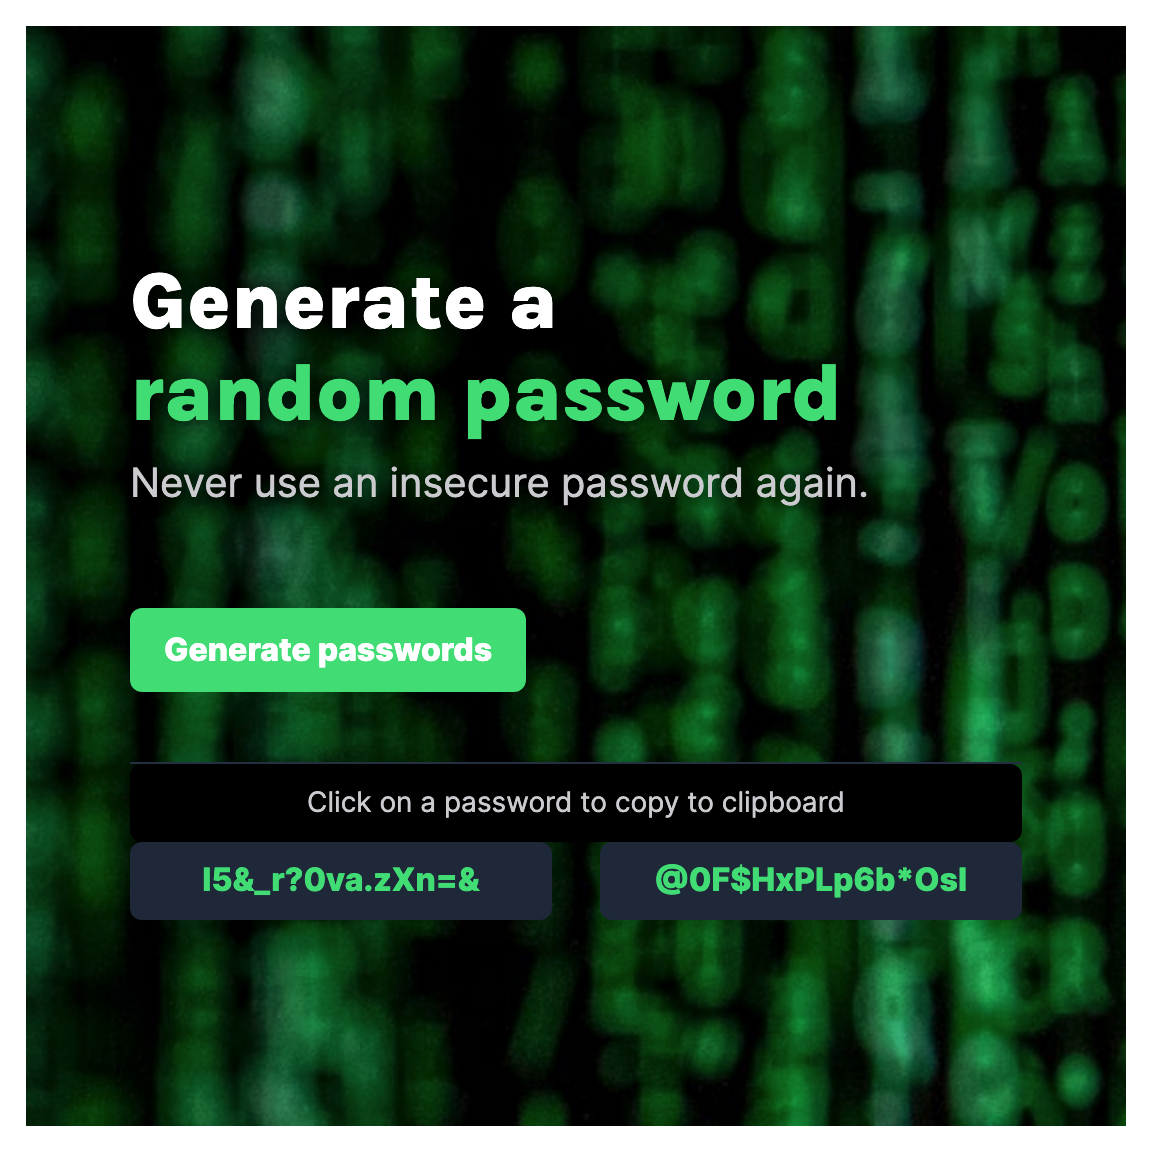 Generate a
random password
Never use an insecure password again.
Generate passwords
Click on a password to copy to clipboard
l5&_r?0va.zXn=&
@0F$HxPLp6b*Osl